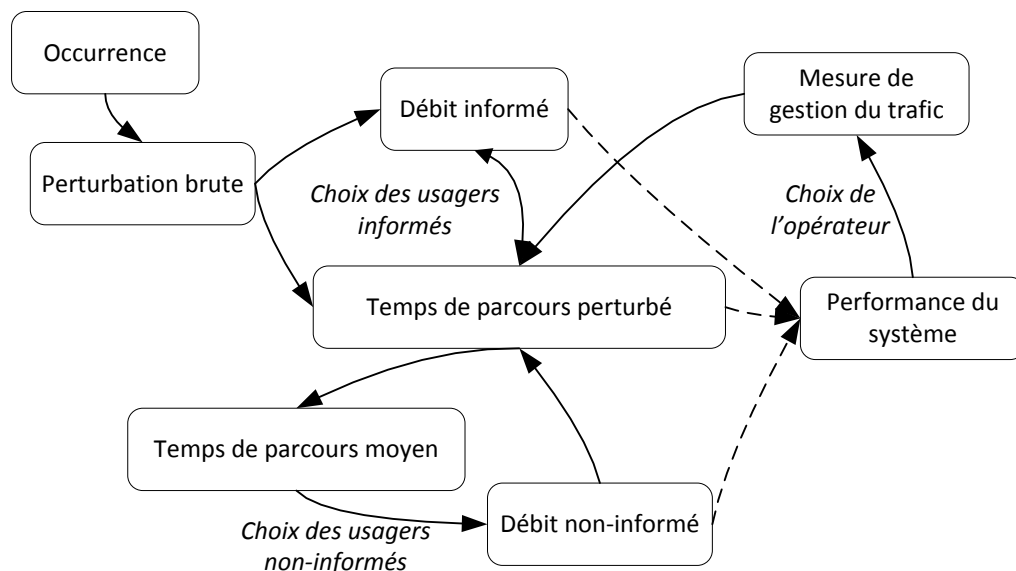 Occurrence
Perturbation brute
Débit informé
Mesure de
gestion du trafic
Choix des usagers
informés
Choix de
l'opérateur
Temps de parcours perturbé
Performance du
système
Temps de parcours moyen
Choix des usagers
non-informés
Débit non-informé